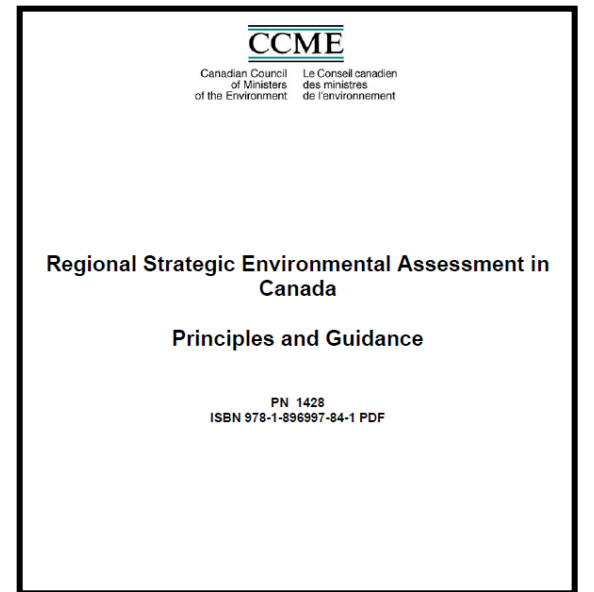 CCME
Canadian Council
of Ministers
of the Environment
Le Conseil canadien
des ministres
de l'environnement
Regional Strategic Environmental Assessment in
Canada
Principles and Guidance
PN 1428
ISBN 978-1-896997-84-1 PDF